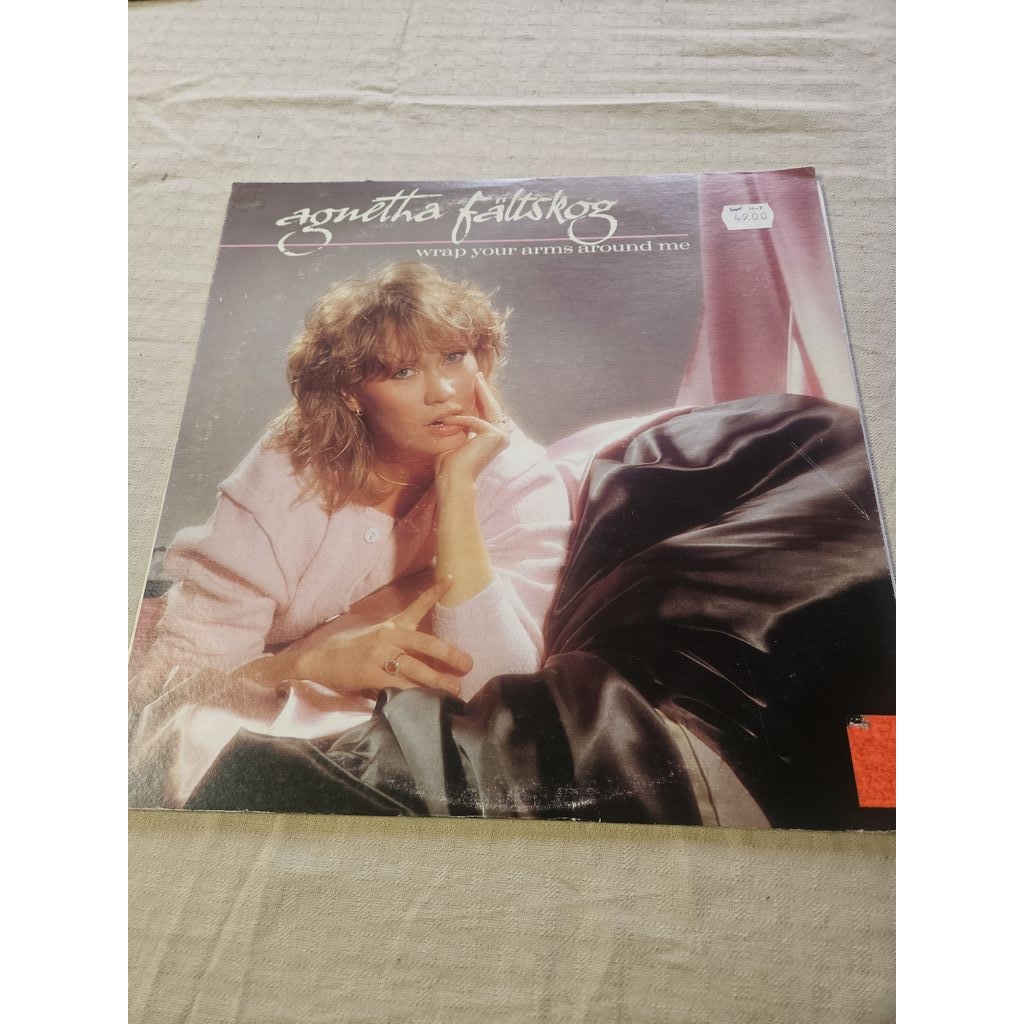 agnetha fältskog
wrap your arms around me
49.00